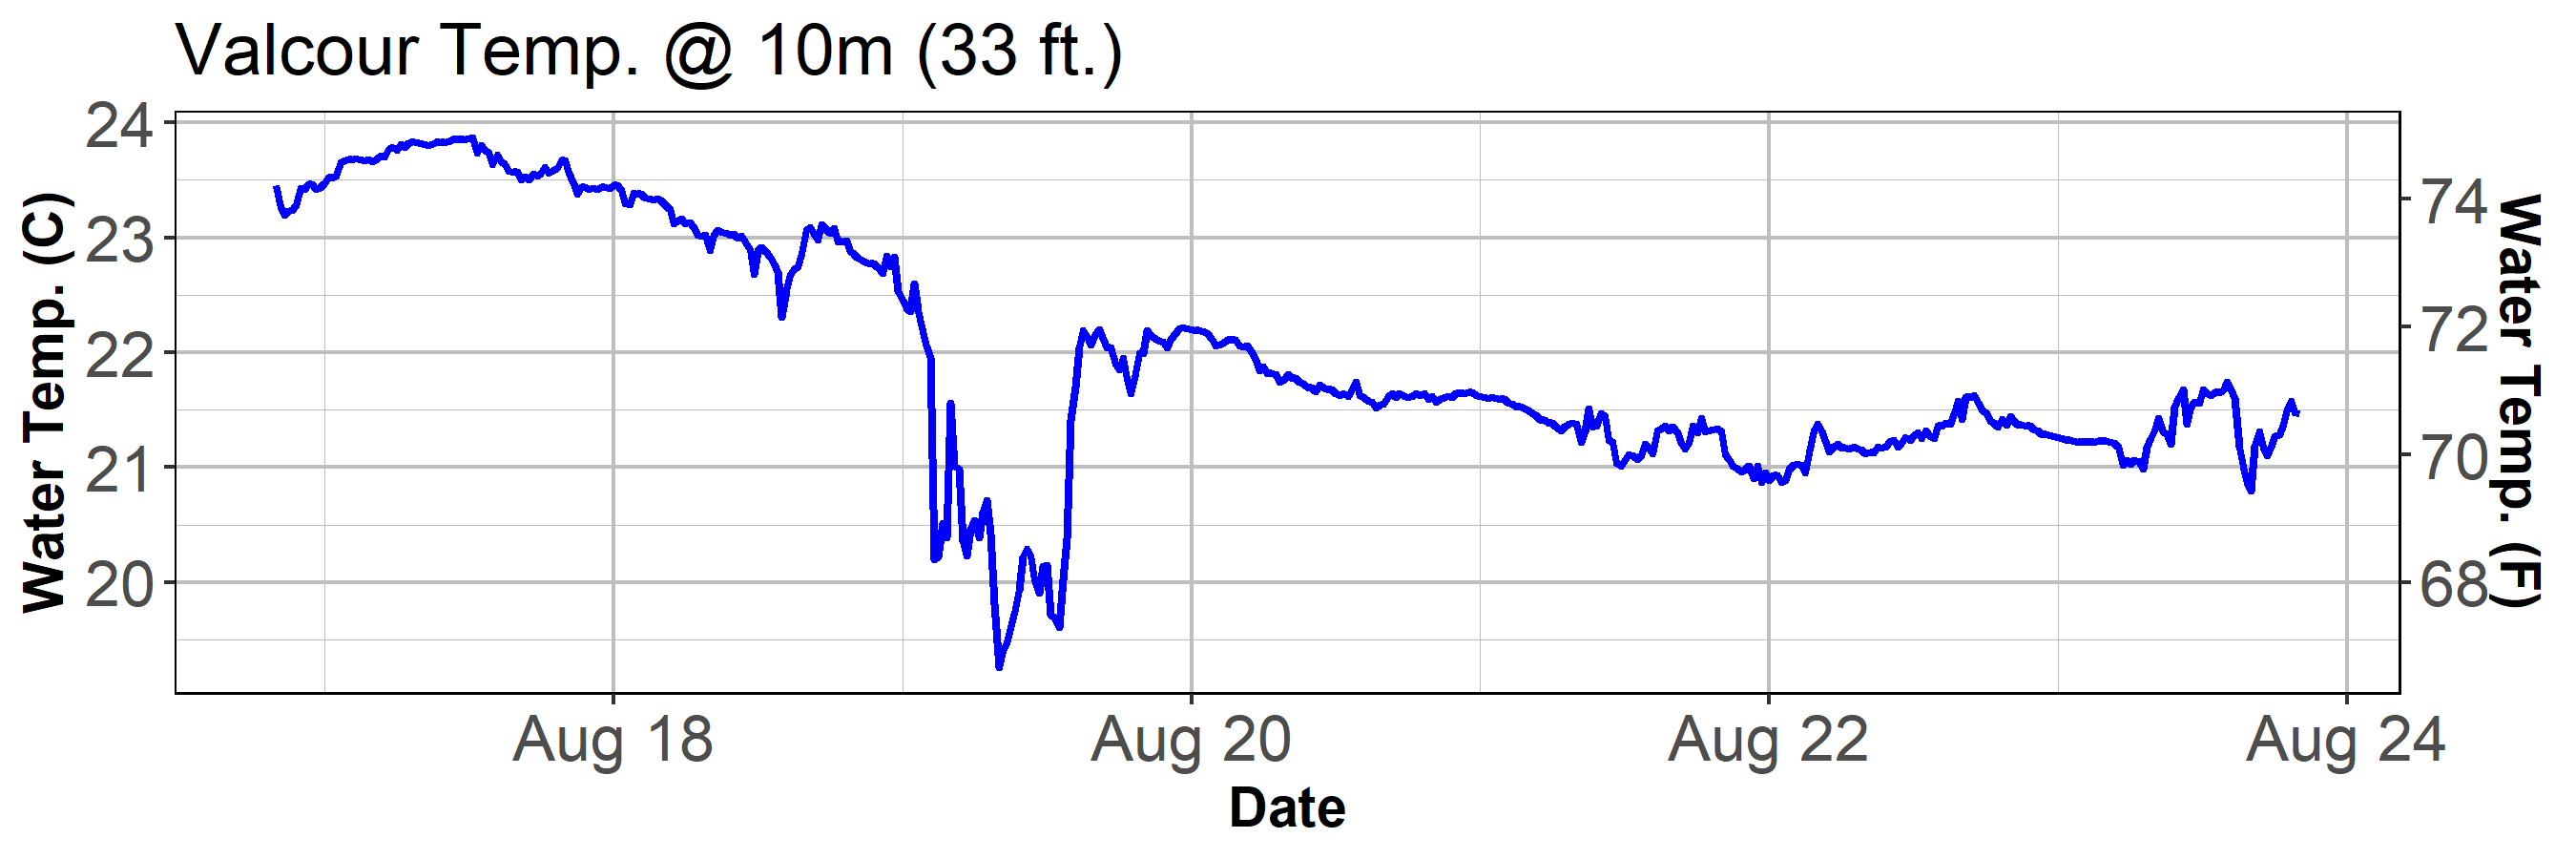 Valcour Temp. @ 10m (33 ft.)
Water Temp. (C)
24
23
22
21
20
74
72
70
68
Water Temp. (F)
Aug 18
Aug 20
Aug 22
Aug 24
Date